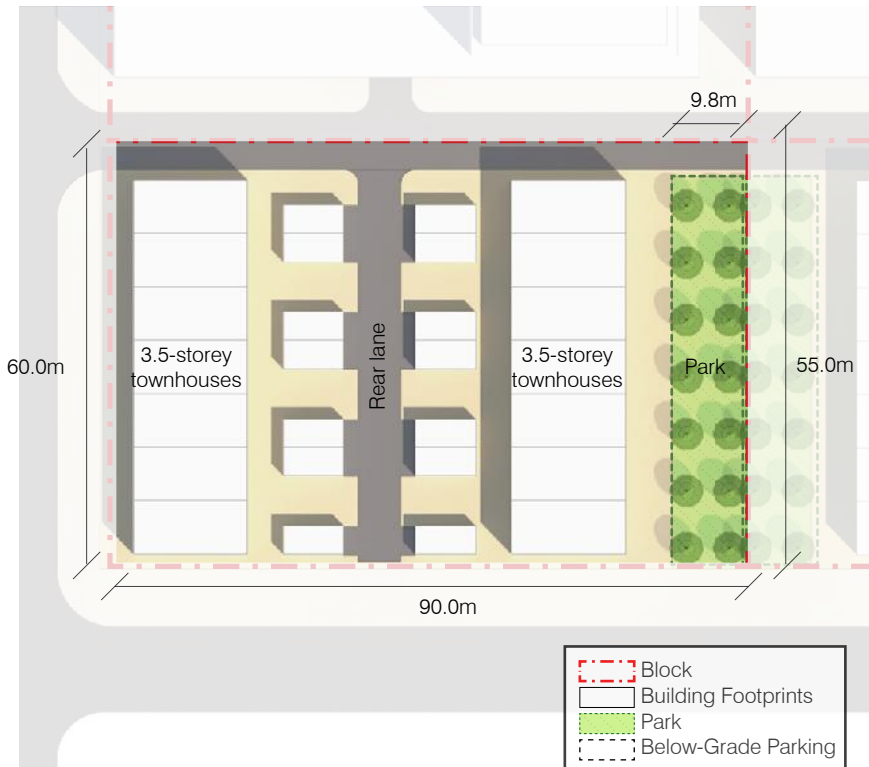 9.8m
60.0m
3.5-storey
townhouses
Rear lane
3.5-storey
townhouses
Park
55.0m
90.0m
Block
Building Footprints
Park
Below-Grade Parking